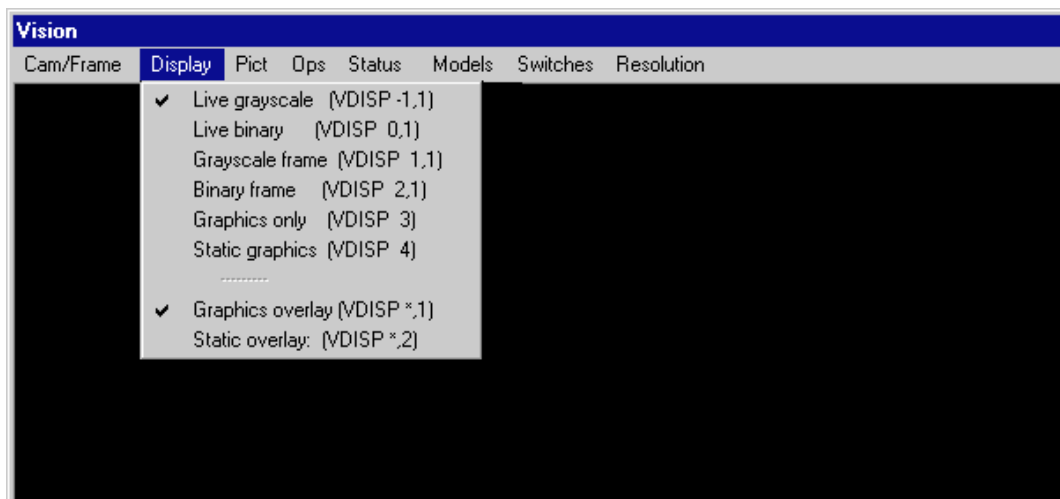 Vision
Cam/Frame Display Pict Ops Status Models Switches Resolution
Live grayscale (VDISP -1,1)
Live binary (VDISP 0,1)
Grayscale frame (VDISP 1,1)
Binary frame (VDISP 2,1)
Graphics only (VDISP 3)
Static graphics (VDISP 4)
Graphics overlay (VDISP *,1)
Static overlay: (VDISP *,2)